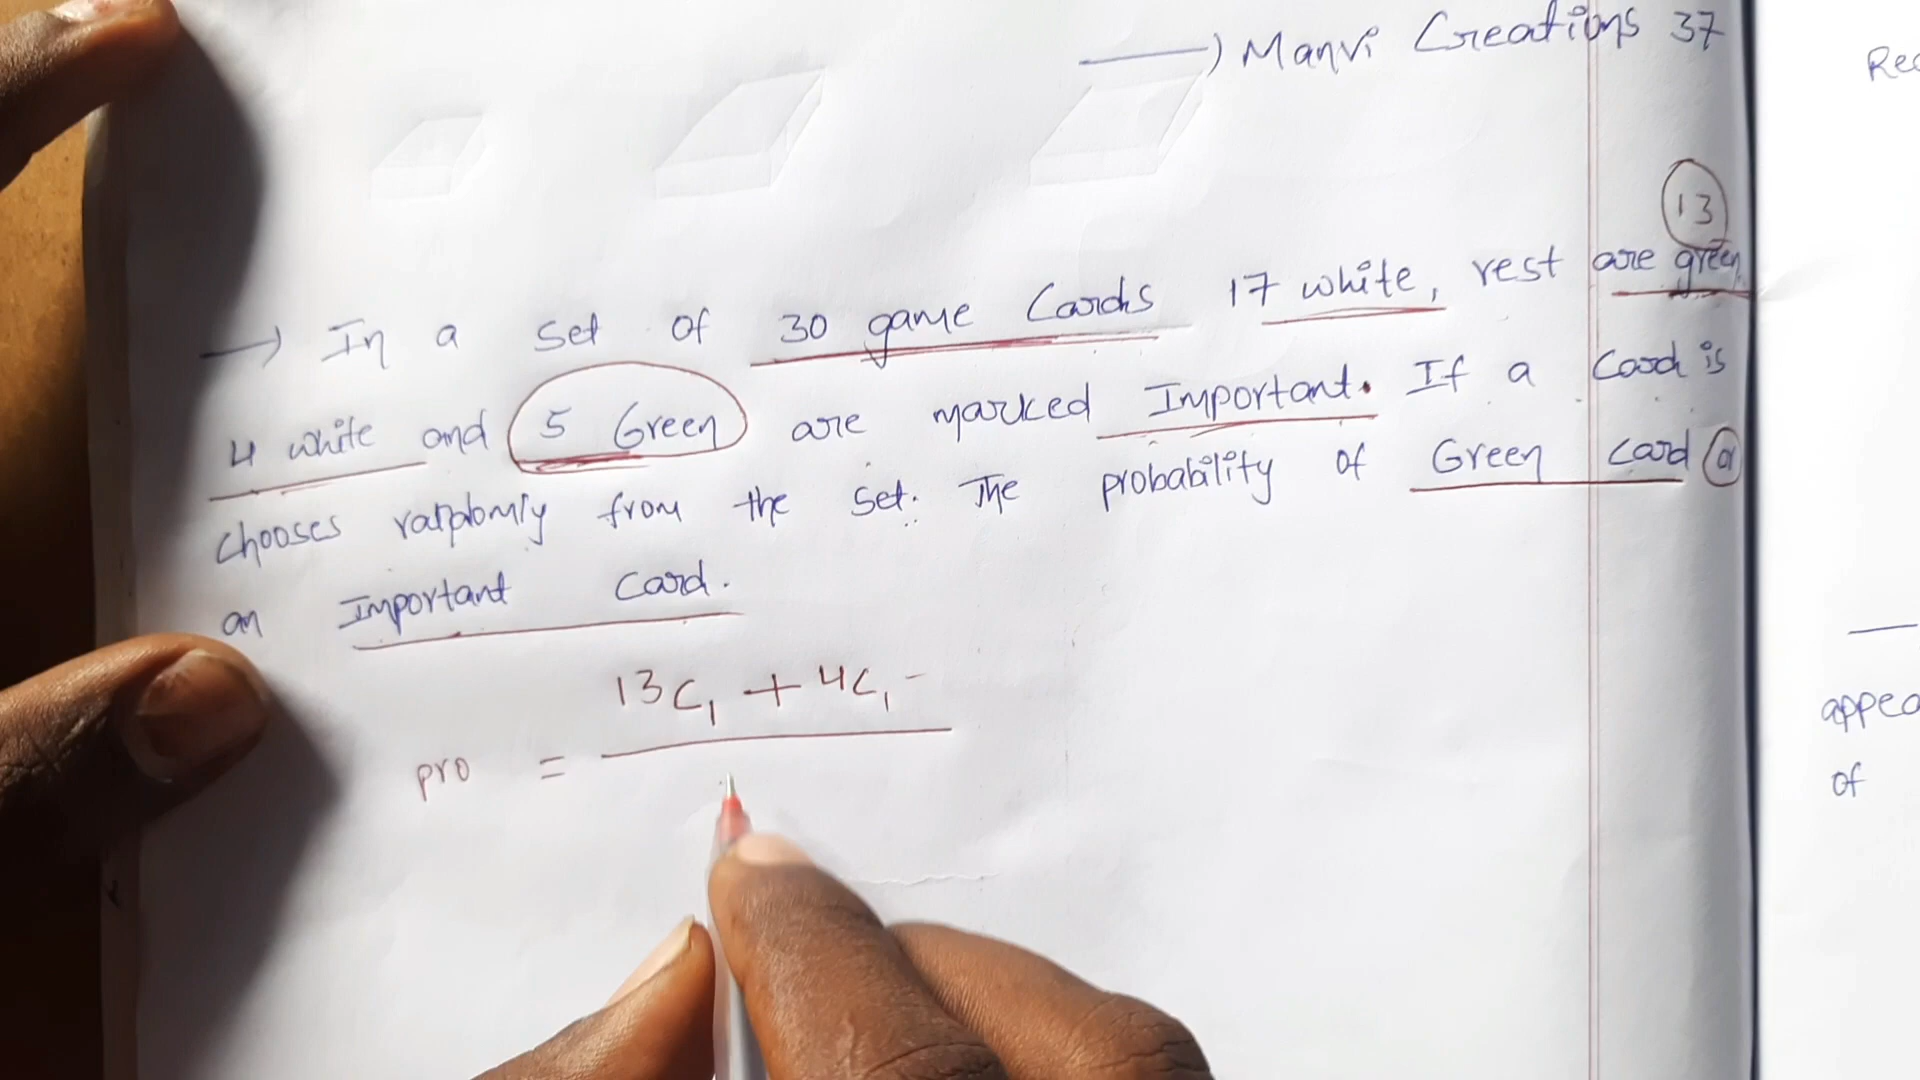 → Manvi Creations 37
Rec
13
→ In a set of 30 game Cards 17 white, rest are green
4 white and 5 Green are marked Important. If a Card is
chooses randomly from the set. The probability of Green card or
an Important Card.
13C₁ + 4C₁ -
pro =
appea
of